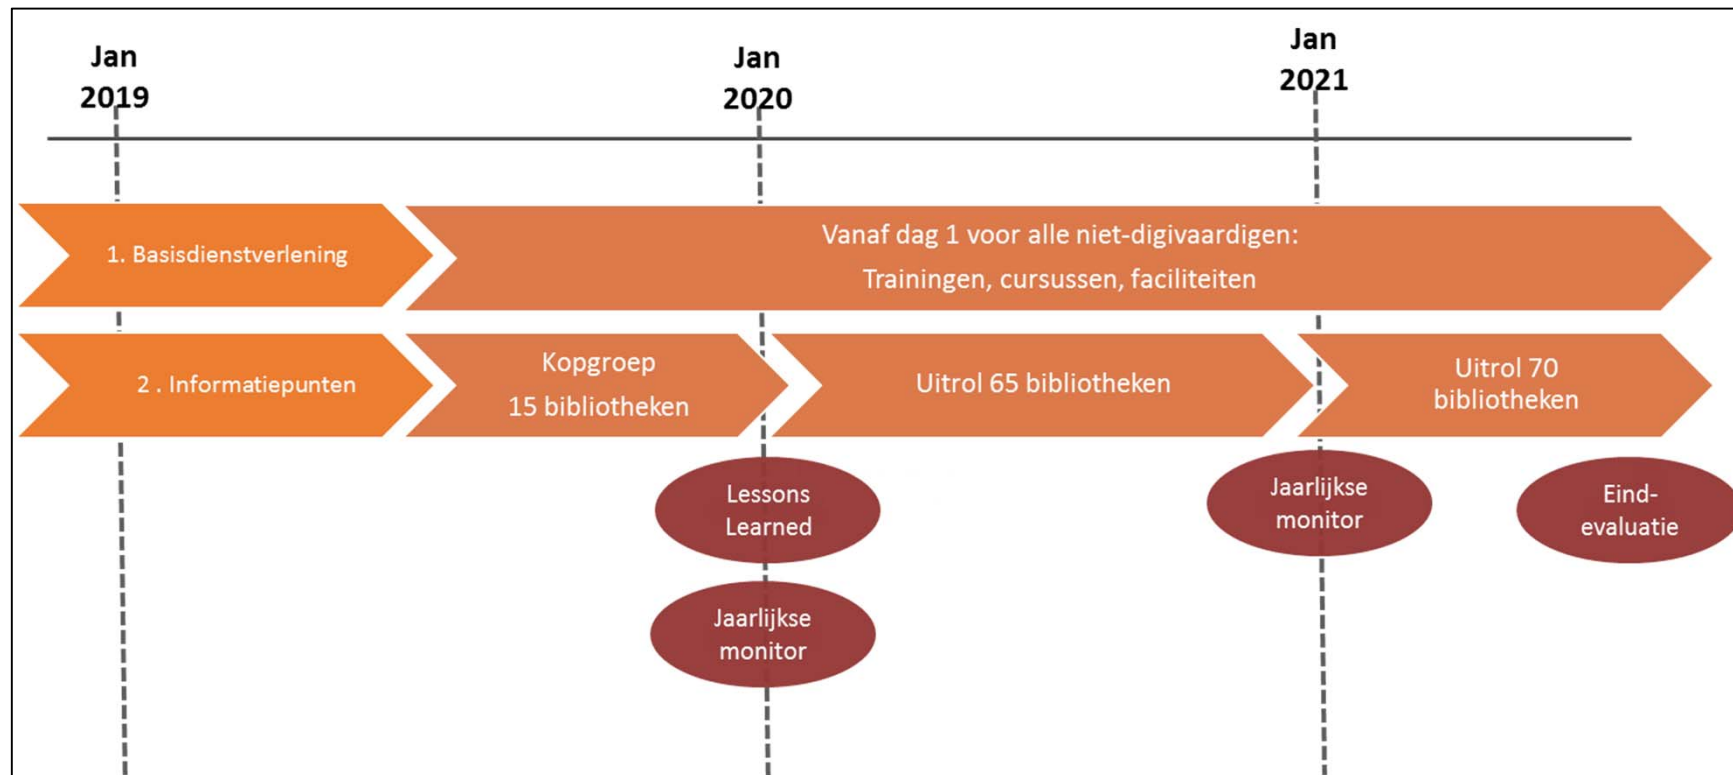 Jan
2019
Jan
2020
Jan
2021
1. Basisdienstverlening
Vanaf dag 1 voor alle niet-digivaardigen:
Trainingen, cursussen, faciliteiten
2 . Informatiepunten
Kopgroep
15 bibliotheken
Uitrol 65 bibliotheken
Uitrol 70
bibliotheken
Lessons
Learned
Jaarlijkse
monitor
Eind-
evaluatie
Jaarlijkse
monitor